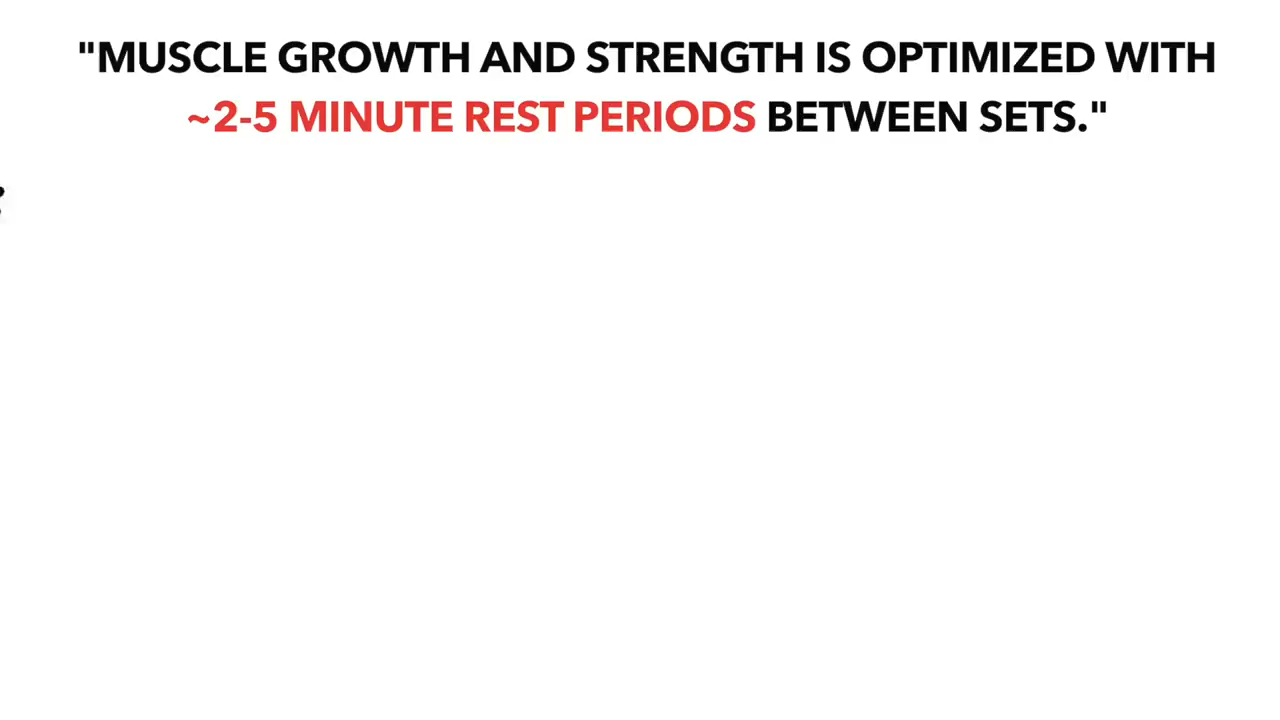 "MUSCLE GROWTH AND STRENGTH IS OPTIMIZED WITH
~2-5 MINUTE REST PERIODS BETWEEN SETS."